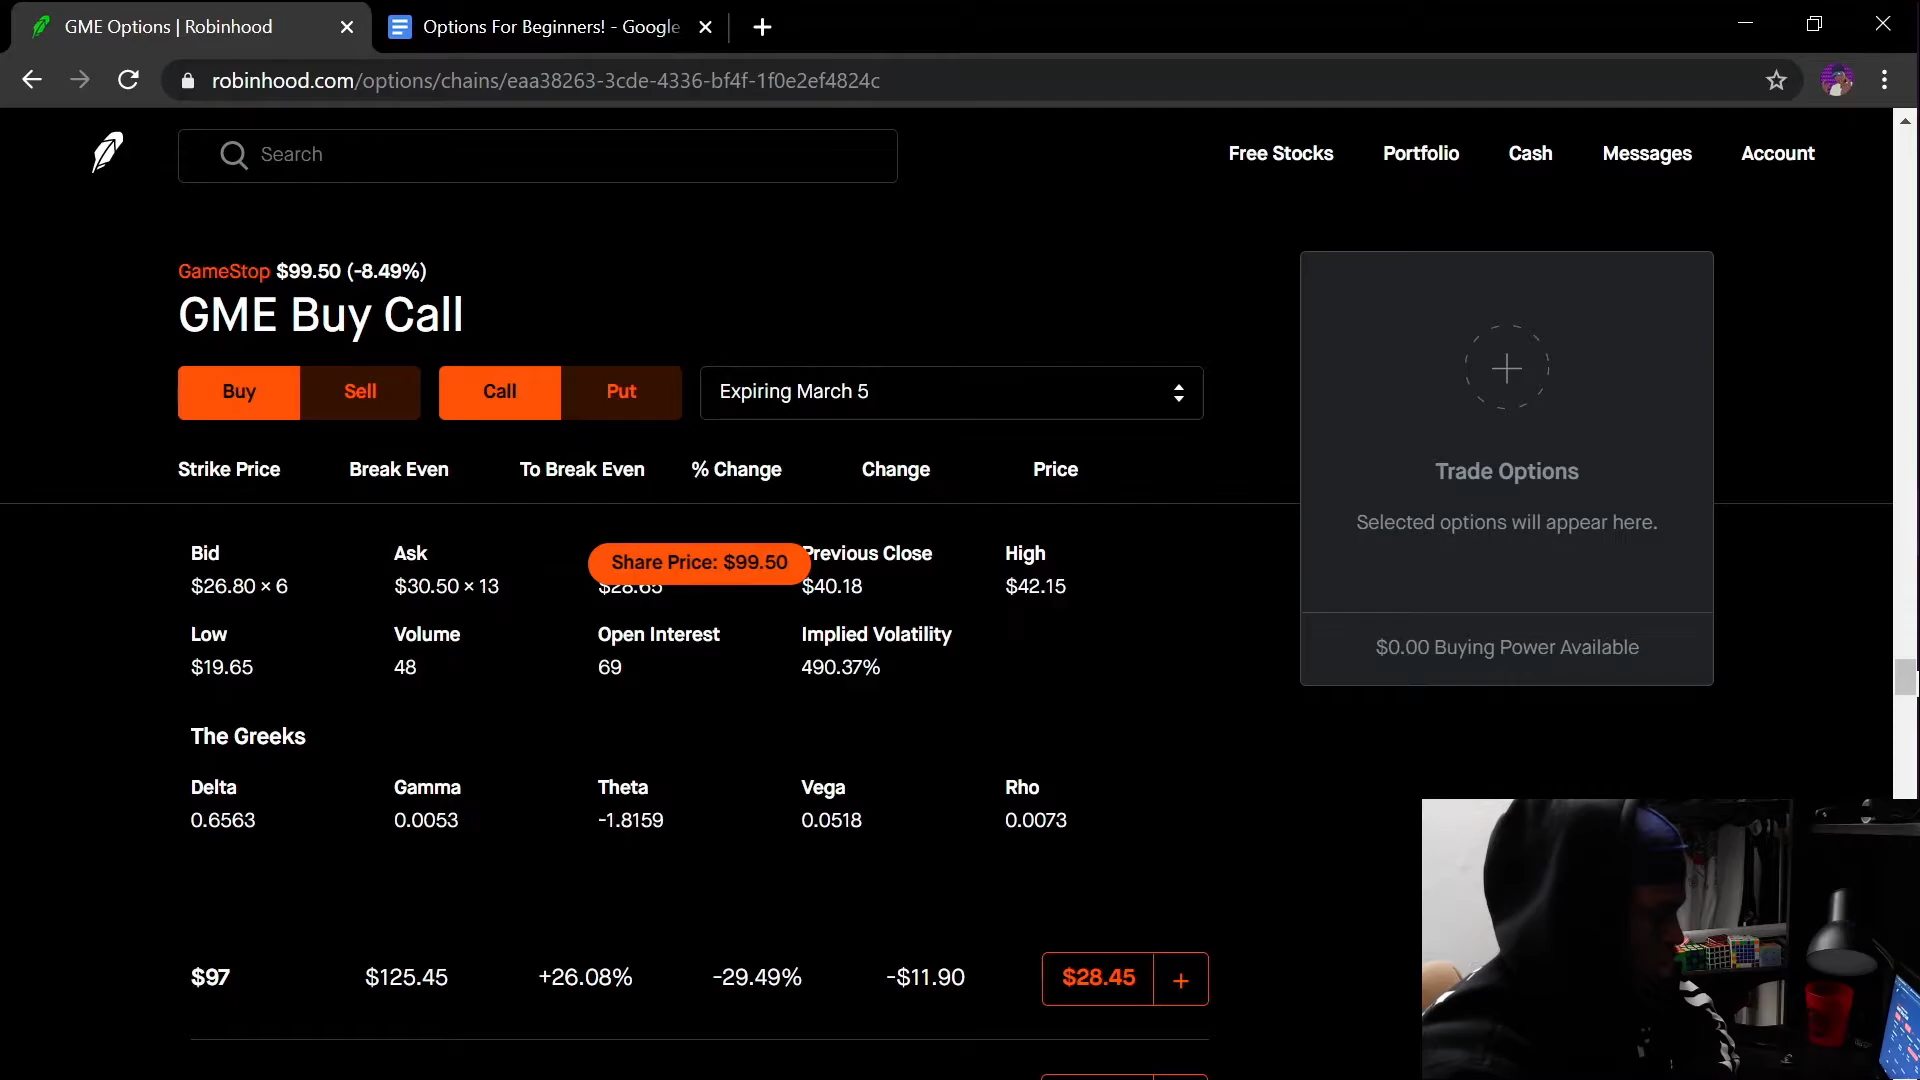 GME Options | Robinhood
Options For Beginners! - Google
robinhood.com/options/chains/eaa38263-3cde-4336-bf4f-1f0e2ef4824c
Search
Free Stocks Portfolio Cash Messages Account
GameStop $99.50 (-8.49%)
GME Buy Call
Buy Sell Call Put Expiring March 5
Strike Price Break Even To Break Even % Change Change Price
Trade Options
Selected options will appear here.
$0.00 Buying Power Available
Bid Ask Previous Close High
Share Price: $99.50
$26.80 × 6 $30.50 × 13 $28.65 $40.18 $42.15
Low Volume Open Interest Implied Volatility
$19.65 48 69 490.37%
The Greeks
Delta Gamma Theta Vega Rho
0.6563 0.0053 -1.8159 0.0518 0.0073
$97 $125.45 +26.08% -29.49% -$11.90 $28.45 +